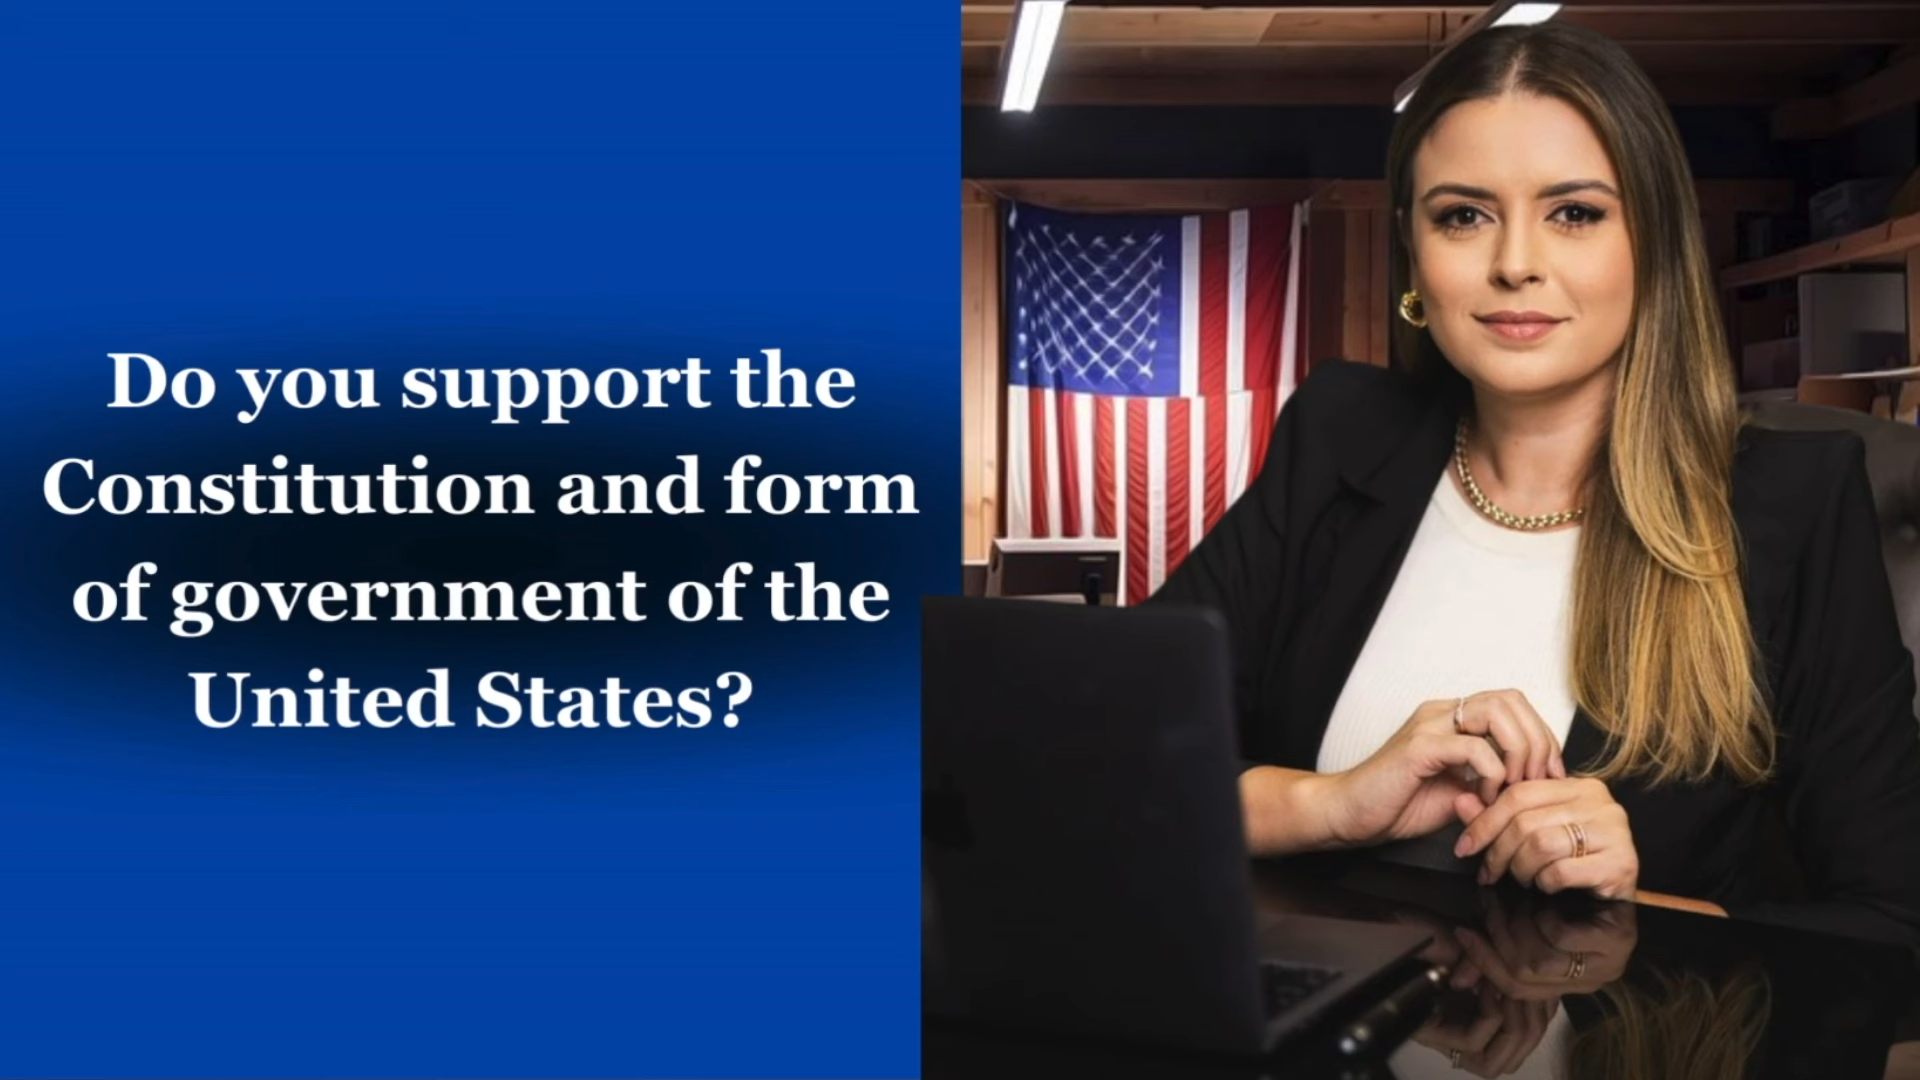 Do you support the
Constitution and form
of government of the
United States?